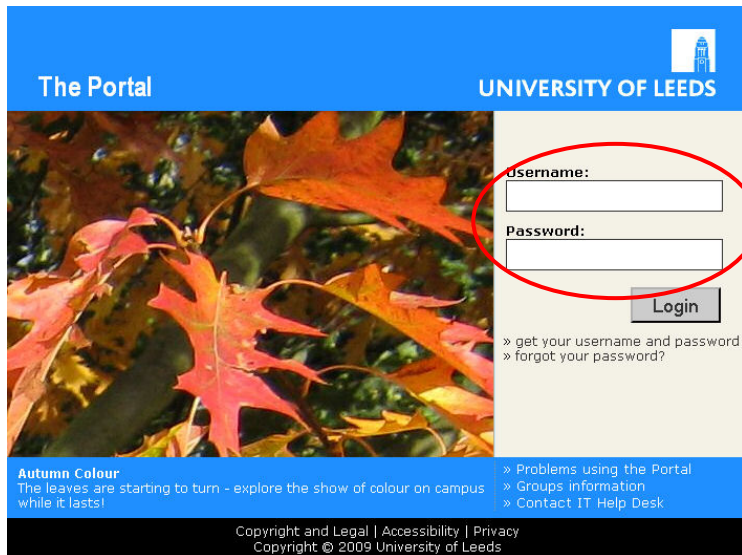 The Portal
UNIVERSITY OF LEEDS
Username:
Password:
Login
» get your username and password
» forgot your password?
Autumn Colour
The leaves are starting to turn - explore the show of colour on campus
while it lasts!
» Problems using the Portal
» Groups information
» Contact IT Help Desk
Copyright and Legal | Accessibility | Privacy
Copyright © 2009 University of Leeds